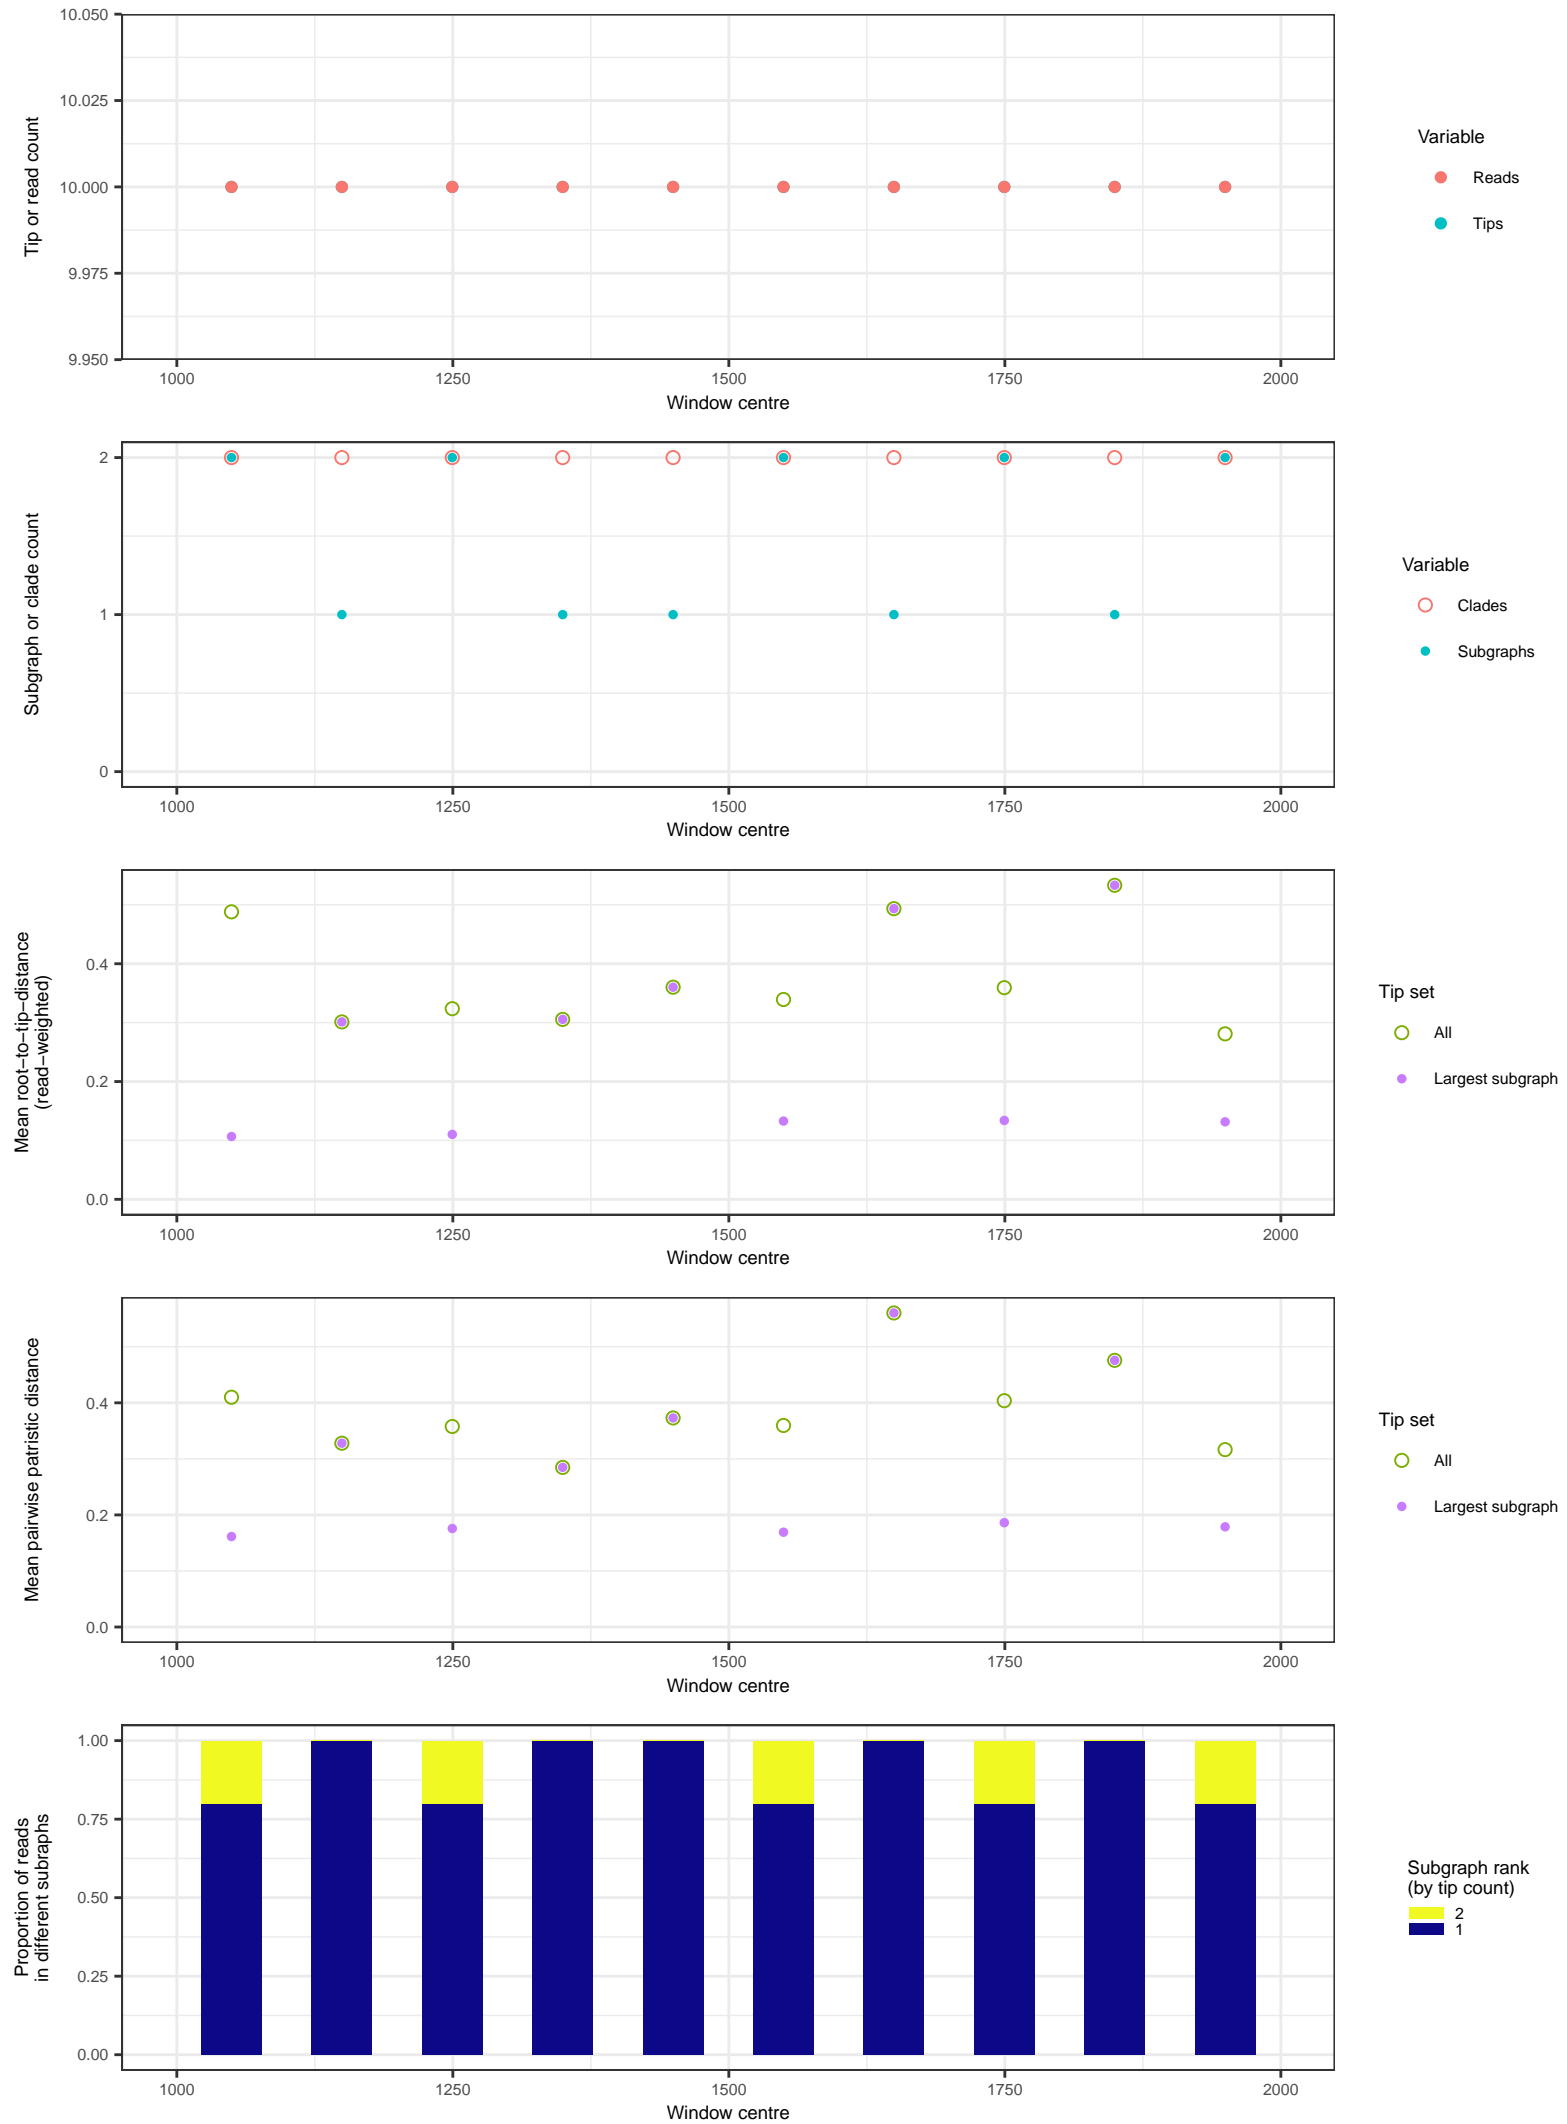 10.050
10.025
10.000
9.975
9.950
Tip or read count
1000 1250 1500 1750 2000
Window centre
Variable
Reads
Tips
2
1
0
Subgraph or clade count
1000 1250 1500 1750 2000
Window centre
Variable
Clades
Subgraphs
0.4
0.2
0.0
Mean root−to−tip−distance
(read−weighted)
1000 1250 1500 1750 2000
Window centre
Tip set
All
Largest subgraph
0.4
0.2
0.0
Mean pairwise patristic distance
1000 1250 1500 1750 2000
Window centre
Tip set
All
Largest subgraph
1.00
0.75
0.50
0.25
0.00
Proportion of reads
in different subraphs
1000 1250 1500 1750 2000
Window centre
Subgraph rank
(by tip count)
2
1